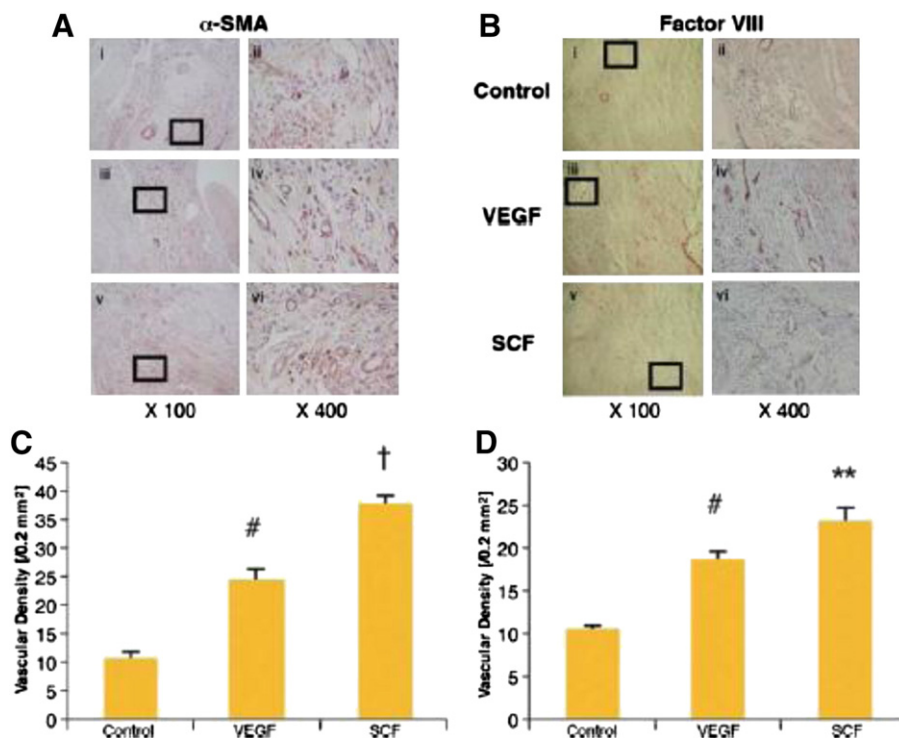 A
α-SMA
i
ii
iii
iv
v
vi
X 100
X 400
B
Factor VIII
Control
VEGF
SCF
i
ii
iii
iv
v
vi
X 100
X 400
C
Vascular Density [/0.2 mm²]
45
40
35
30
25
20
15
10
5
0
#
†
Control
VEGF
SCF
D
Vascular Density [/0.2 mm²]
30
25
20
15
10
5
0
#
**
Control
VEGF
SCF